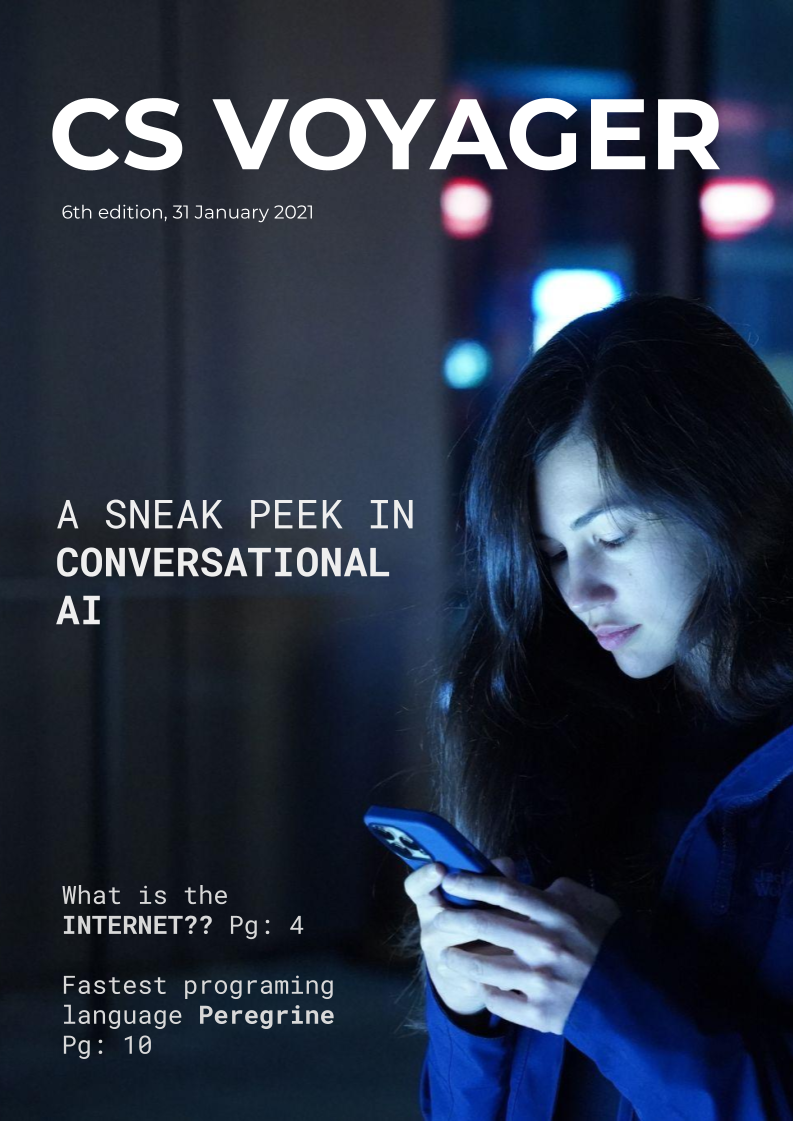 CS VOYAGER
6th edition, 31 January 2021
A SNEAK PEEK IN
CONVERSATIONAL
AI
What is the
INTERNET?? Pg: 4
Fastest programing
language Peregrine
Pg: 10